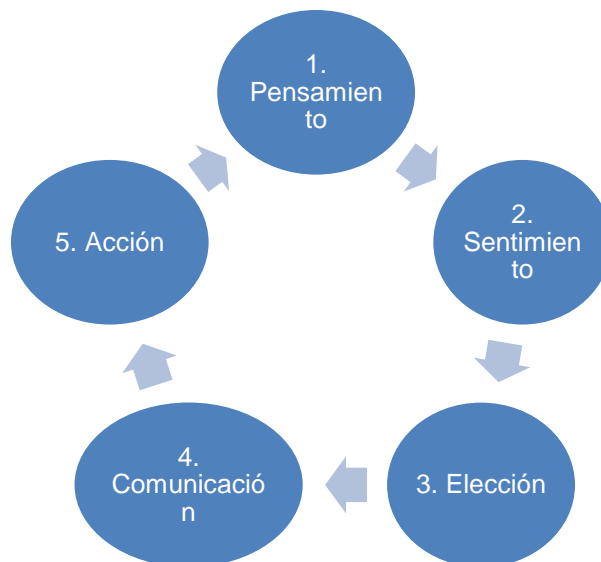 1.
Pensamien
to
2.
Sentimien
to
3. Elección
4.
Comunicació
n
5. Acción